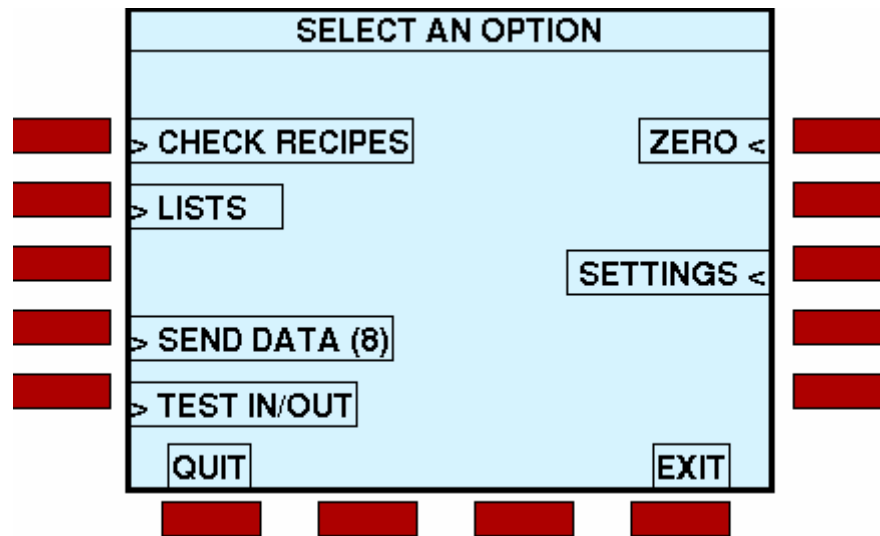 SELECT AN OPTION
> CHECK RECIPES
ZERO <
> LISTS
SETTINGS <
> SEND DATA (8)
> TEST IN/OUT
QUIT
EXIT